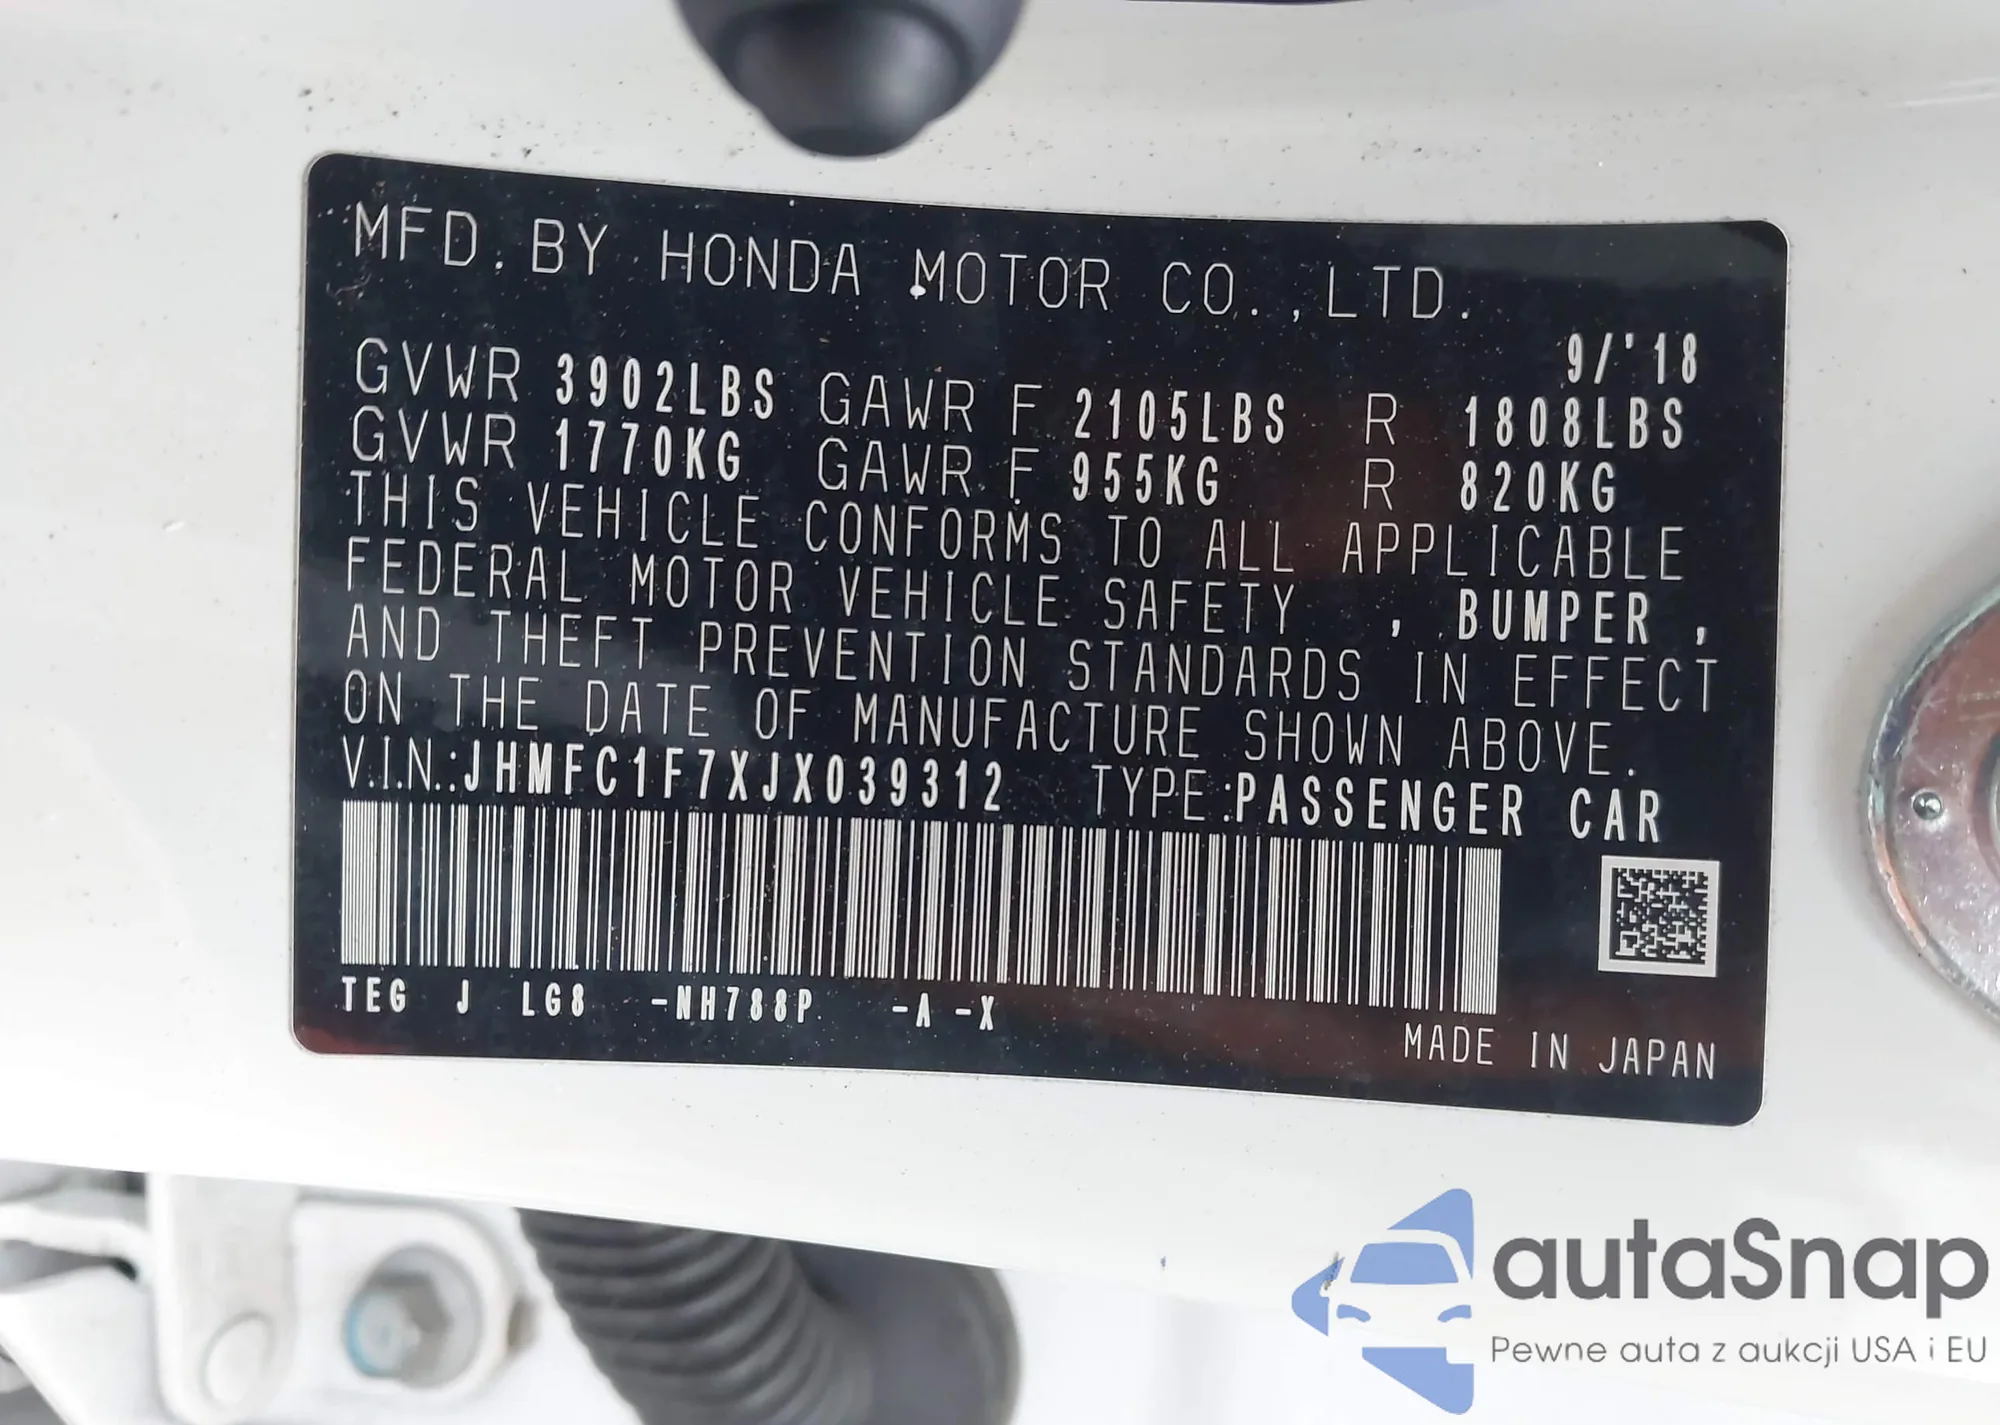 MFD. BY HONDA MOTOR CO.,LTD.
9/'18
GVWR 3902LBS GAWR F 2105LBS R 1808LBS
GVWR 1770KG GAWR F 955KG R 820KG
THIS VEHICLE CONFORMS TO ALL APPLICABLE
FEDERAL MOTOR VEHICLE SAFETY , BUMPER ,
AND THEFT PREVENTION STANDARDS IN EFFECT
ON THE DATE OF MANUFACTURE SHOWN ABOVE.
V.I.N.:JHMFC1F7XJX039312 TYPE:PASSENGER CAR
TEG J LG8 -NH788P -A -X
MADE IN JAPAN
autaSnap
Pewne auta z aukcji USA i EU